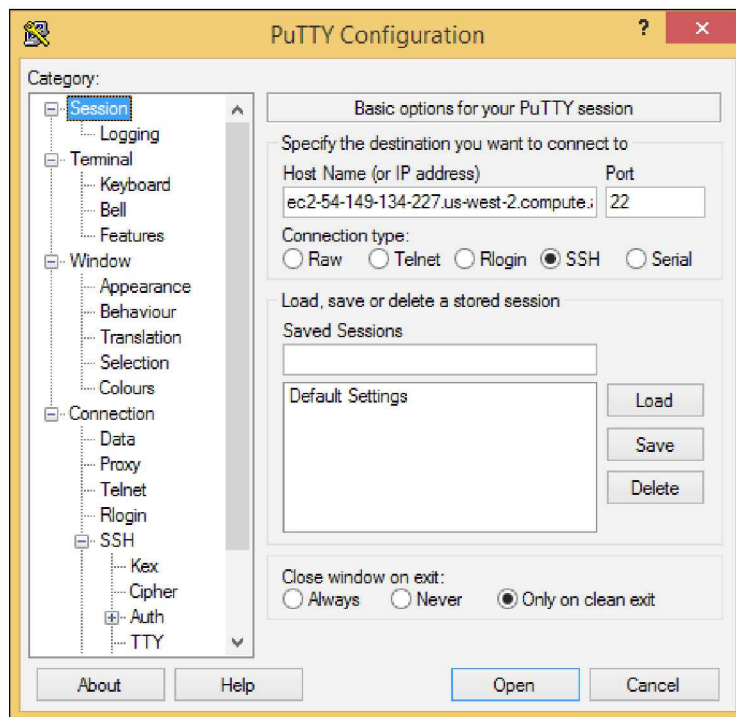 PuTTY Configuration
?
Category:
Session
Logging
Terminal
Keyboard
Bell
Features
Window
Appearance
Behaviour
Translation
Selection
Colours
Connection
Data
Proxy
Telnet
Rlogin
SSH
Kex
Cipher
Auth
TTY
Basic options for your PuTTY session
Specify the destination you want to connect to
Host Name (or IP address) Port
ec2-54-149-134-227.us-west-2.compute. 22
Connection type:
Raw Telnet Rlogin SSH Serial
Load, save or delete a stored session
Saved Sessions
Default Settings
Load
Save
Delete
Close window on exit:
Always Never Only on clean exit
About Help Open Cancel